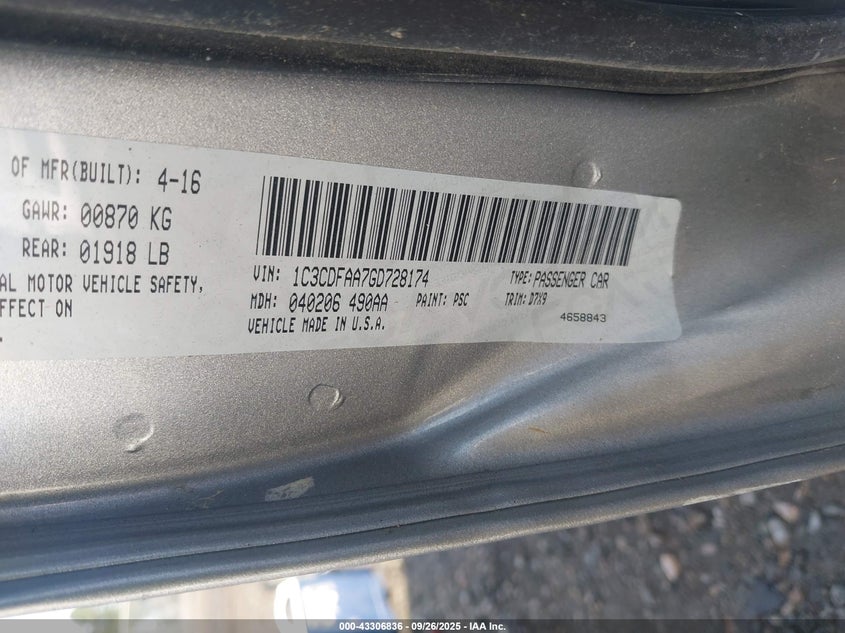 OF MFR(BUILT): 4-16
GAWR: 00870 KG
REAR: 01918 LB
AL MOTOR VEHICLE SAFETY,
FFECT ON
VIN: 1C3CDFAA7GD728174 TYPE: PASSENGER CAR
MDH: 040206 490AA PAINT: PSC TRIM: D7X9
VEHICLE MADE IN U.S.A. 4658843
000-43306836 - 09/26/2025 - IAA Inc.